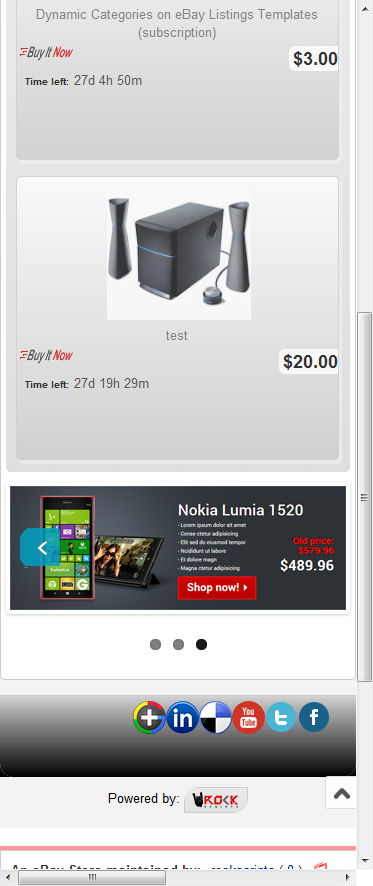 Dynamic Categories on eBay Listings Templates
(subscription)
Buy It Now
$3.00
Time left: 27d 4h 50m
test
Buy It Now
$20.00
Time left: 27d 19h 29m
Nokia Lumia 1520
- Lorem ipsum dolor sit amet
- Conse ctetur adipisicing
- Elit sed do eiusmod tempor
- Ncididunt ut labore
- Et dolore magn
- Magna ctetur adipisicing
Old price:
$579.96
$489.96
Shop now!
in
You
Tube
t
f
Powered by: ROCK
An eBay Store maintained by: rockscripts ( 0 )